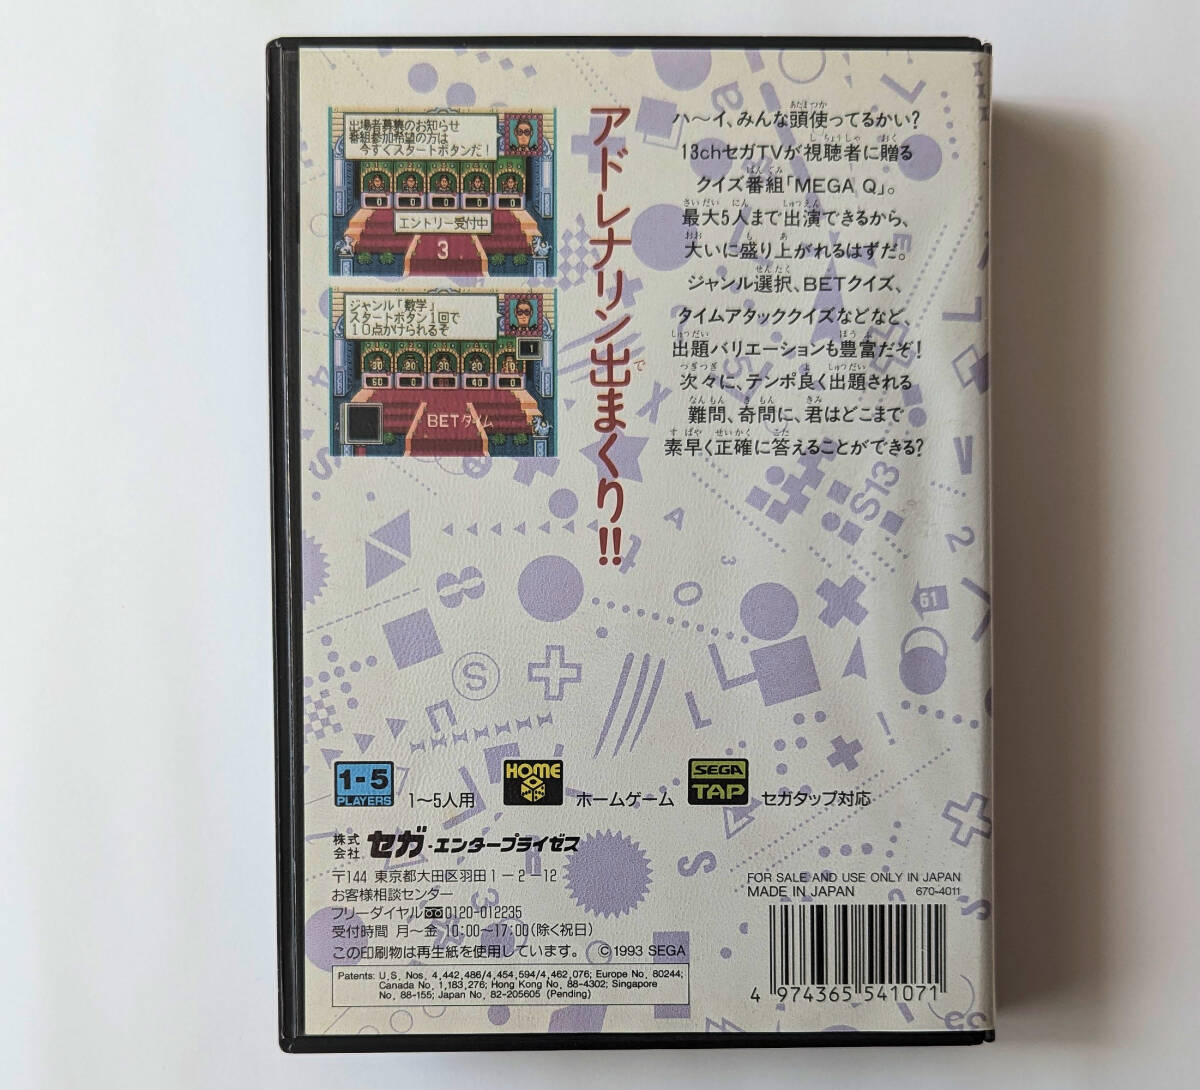 出場者募集のお知らせ
番組参加希望の方は
今すぐスタートボタンだ！
0 0 0 0 0
エントリー受付中
3
ジャンル「数学」
スタートボタン1回で
10点かけられるぞ
1
30 20 30 20 10
60 0 0 40 0
BETタイム
アドレナリン出まくり!!
ハ〜イ、みんな頭使ってるかい?
13chセガTVが視聴者に贈る
クイズ番組「MEGA Q」。
最大5人まで出演できるから、
大いに盛り上がれるはずだ。
ジャンル選択、BETクイズ、
タイムアタッククイズなどなど、
出題バリエーションも豊富だぞ!
次々に、テンポ良く出題される
難問、奇問に、君はどこまで
素早く正確に答えることができる?
1-5
PLAYERS
1〜5人用
HOME
ホームゲーム
SEGA
TAP
セガタップ対応
株式会社 セガ・エンタープライゼス
〒144 東京都大田区羽田1-2-12
お客様相談センター
フリーダイヤル 0120-012235
受付時間 月〜金 10:00〜17:00(除く祝日)
この印刷物は再生紙を使用しています。 ©1993 SEGA
Patents: U.S. Nos. 4,442,486/4,454,594/4,462,076; Europe No. 80244;
Canada No. 1,183,276; Hong Kong No. 88-4302; Singapore
No. 88-155; Japan No. 82-205605 (Pending)
FOR SALE AND USE ONLY IN JAPAN
MADE IN JAPAN 670-4011
4 974365 541071